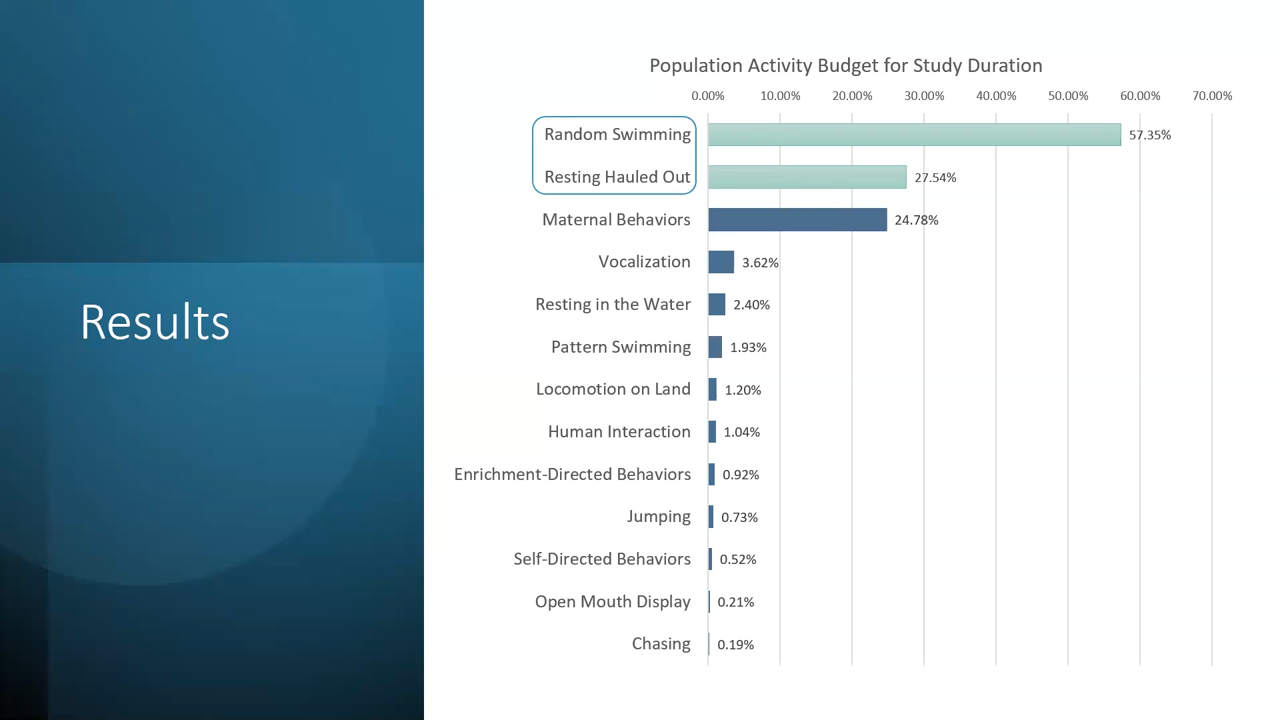 Results
Population Activity Budget for Study Duration
0.00% 10.00% 20.00% 30.00% 40.00% 50.00% 60.00% 70.00%
Random Swimming 57.35%
Resting Hauled Out 27.54%
Maternal Behaviors 24.78%
Vocalization 3.62%
Resting in the Water 2.40%
Pattern Swimming 1.93%
Locomotion on Land 1.20%
Human Interaction 1.04%
Enrichment-Directed Behaviors 0.92%
Jumping 0.73%
Self-Directed Behaviors 0.52%
Open Mouth Display 0.21%
Chasing 0.19%